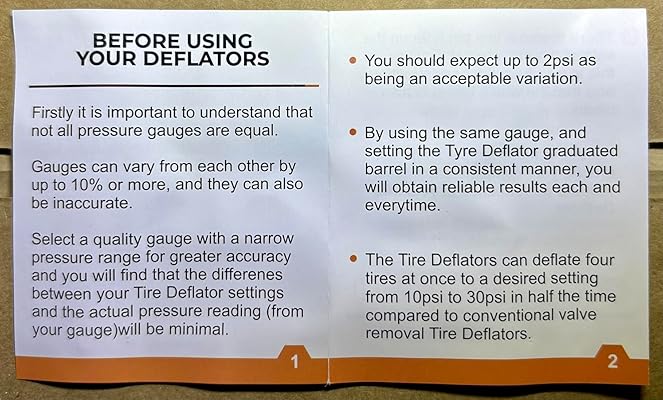 BEFORE USING
YOUR DEFLATORS
Firstly it is important to understand that
not all pressure gauges are equal.
Gauges can vary from each other by
up to 10% or more, and they can also
be inaccurate.
Select a quality gauge with a narrow
pressure range for greater accuracy
and you will find that the differenes
between your Tire Deflator settings
and the actual pressure reading (from
your gauge)will be minimal.
1
• You should expect up to 2psi as
being an acceptable variation.
• By using the same gauge, and
setting the Tyre Deflator graduated
barrel in a consistent manner, you
will obtain reliable results each and
everytime.
• The Tire Deflators can deflate four
tires at once to a desired setting
from 10psi to 30psi in half the time
compared to conventional valve
removal Tire Deflators.
2